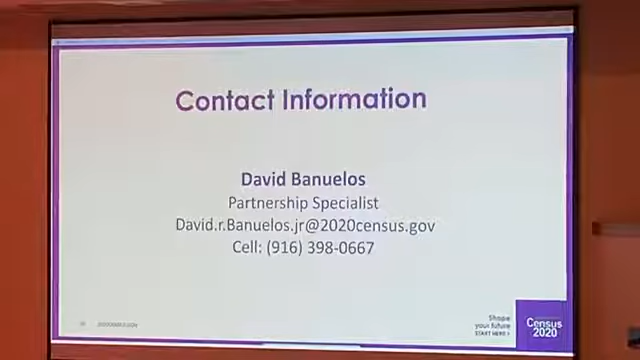 Contact Information
David Banuelos
Partnership Specialist
David.r.Banuelos.jr@2020census.gov
Cell: (916) 398-0667
Shape
your future
START HERE >
Census
2020